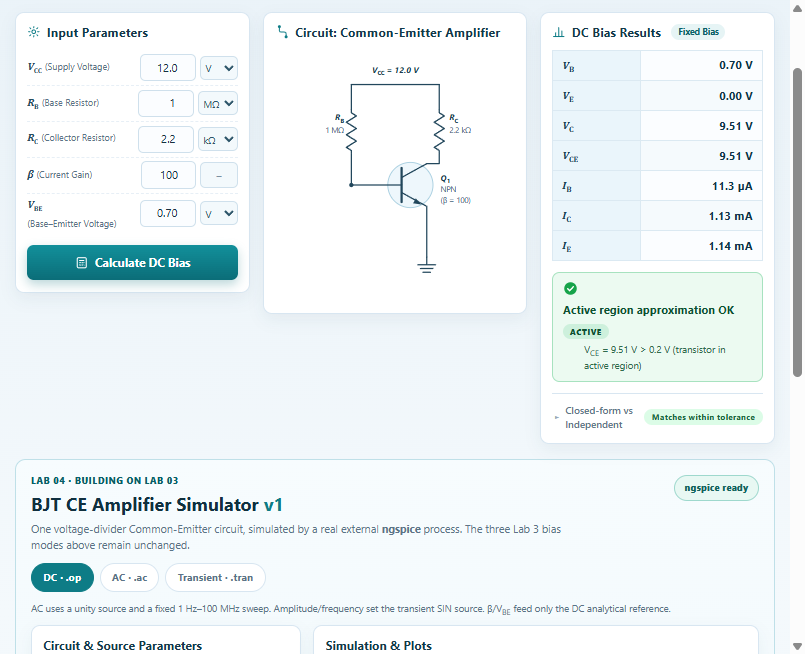 Input Parameters
VCC (Supply Voltage) 12.0 V
RB (Base Resistor) 1 MΩ
RC (Collector Resistor) 2.2 kΩ
β (Current Gain) 100 –
VBE
(Base–Emitter Voltage) 0.70 V
Calculate DC Bias
Circuit: Common-Emitter Amplifier
VCC = 12.0 V
RB
1 MΩ
RC
2.2 kΩ
Q1
NPN
(β = 100)
DC Bias Results Fixed Bias
VB 0.70 V
VE 0.00 V
VC 9.51 V
VCE 9.51 V
IB 11.3 µA
IC 1.13 mA
IE 1.14 mA
Active region approximation OK
ACTIVE
VCE = 9.51 V > 0.2 V (transistor in
active region)
Closed-form vs
Independent
Matches within tolerance
LAB 04 · BUILDING ON LAB 03
BJT CE Amplifier Simulator v1
ngspice ready
One voltage-divider Common-Emitter circuit, simulated by a real external ngspice process. The three Lab 3 bias
modes above remain unchanged.
DC · .op AC · .ac Transient · .tran
AC uses a unity source and a fixed 1 Hz–100 MHz sweep. Amplitude/frequency set the transient SIN source. β/VBE feed only the DC analytical reference.
Circuit & Source Parameters
Simulation & Plots